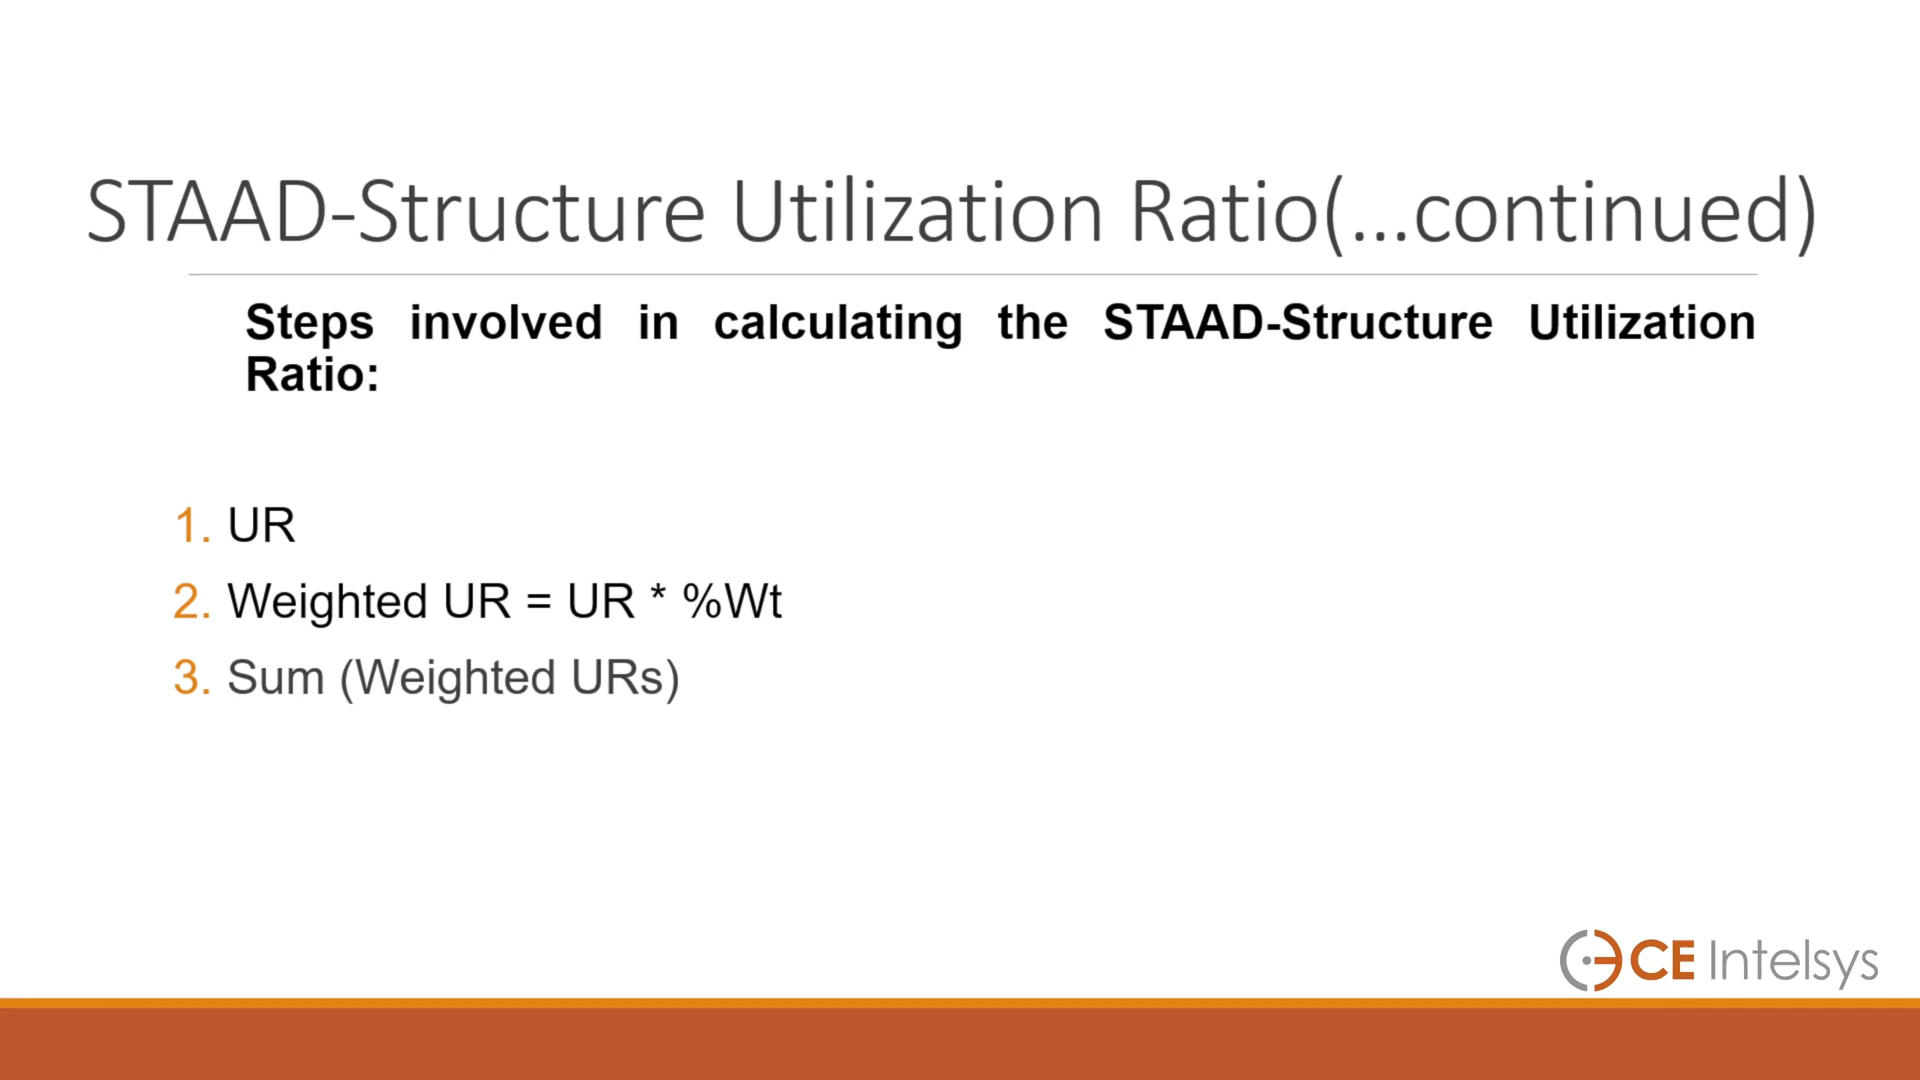 STAAD-Structure Utilization Ratio(...continued)
Steps involved in calculating the STAAD-Structure Utilization
Ratio:
1. UR
2. Weighted UR = UR * %Wt
3. Sum (Weighted URs)
CE Intelsys